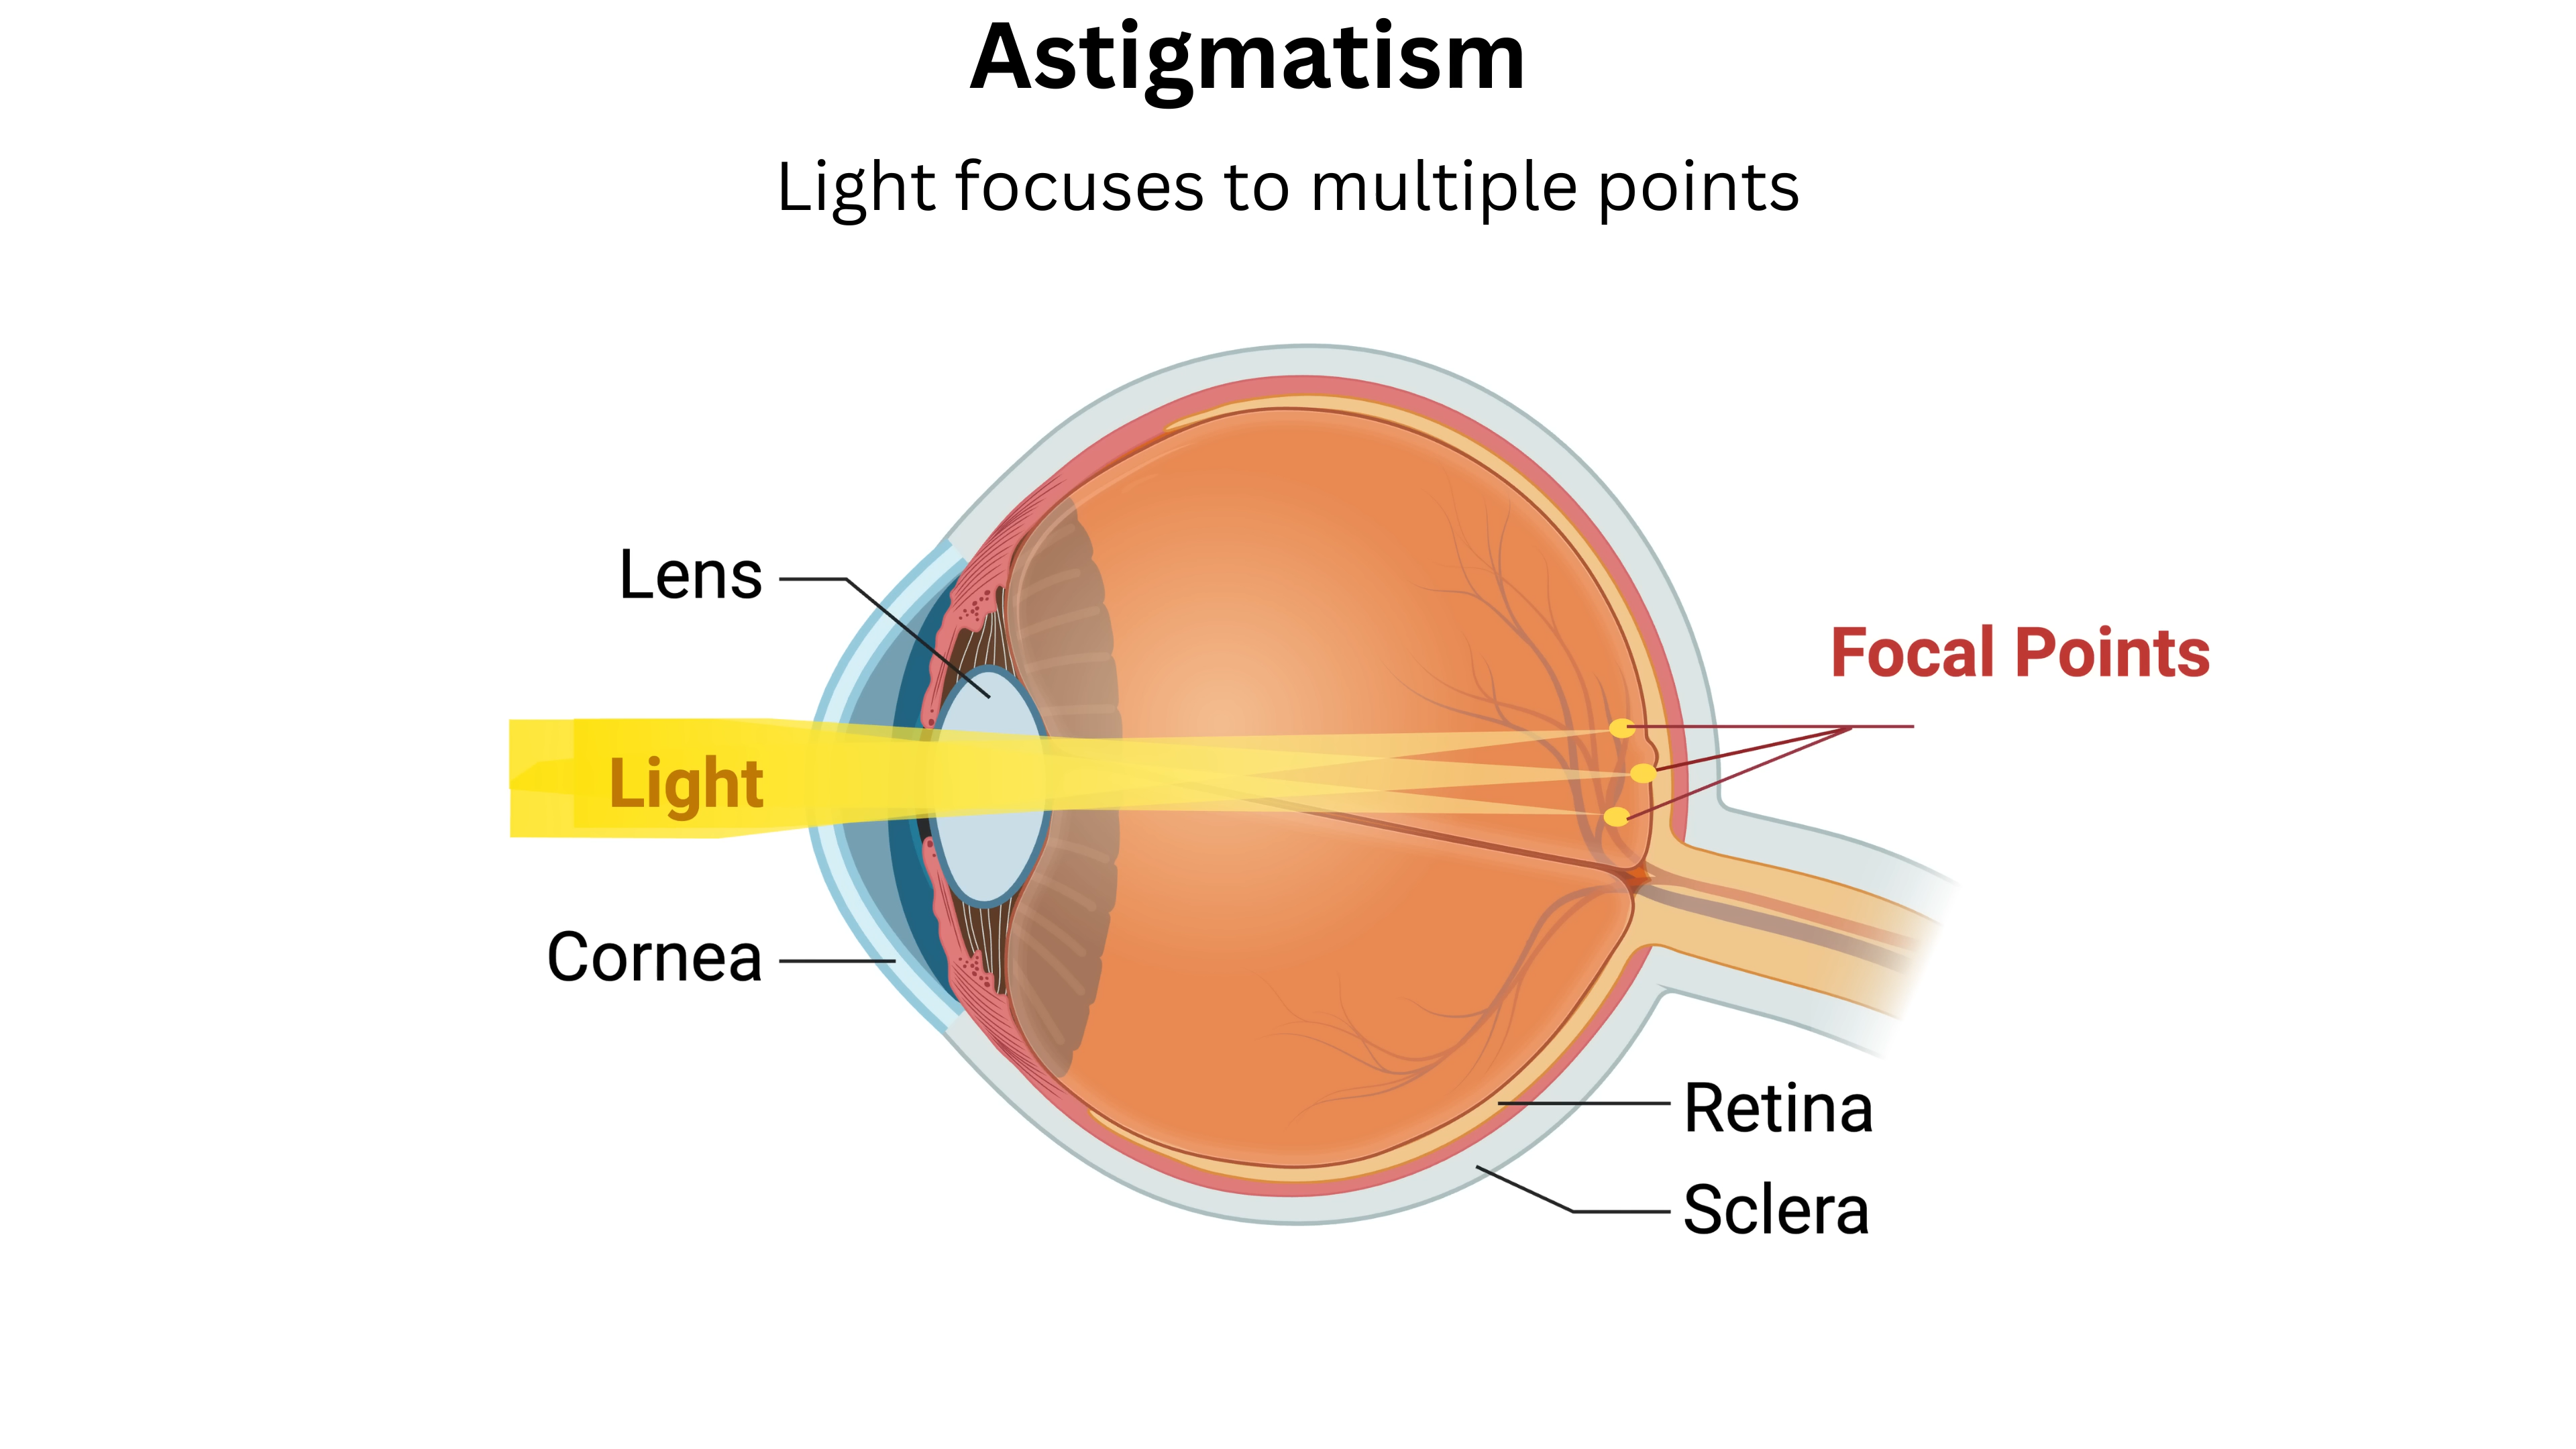 Astigmatism
Light focuses to multiple points
Lens
Focal Points
Light
Cornea
Retina
Sclera